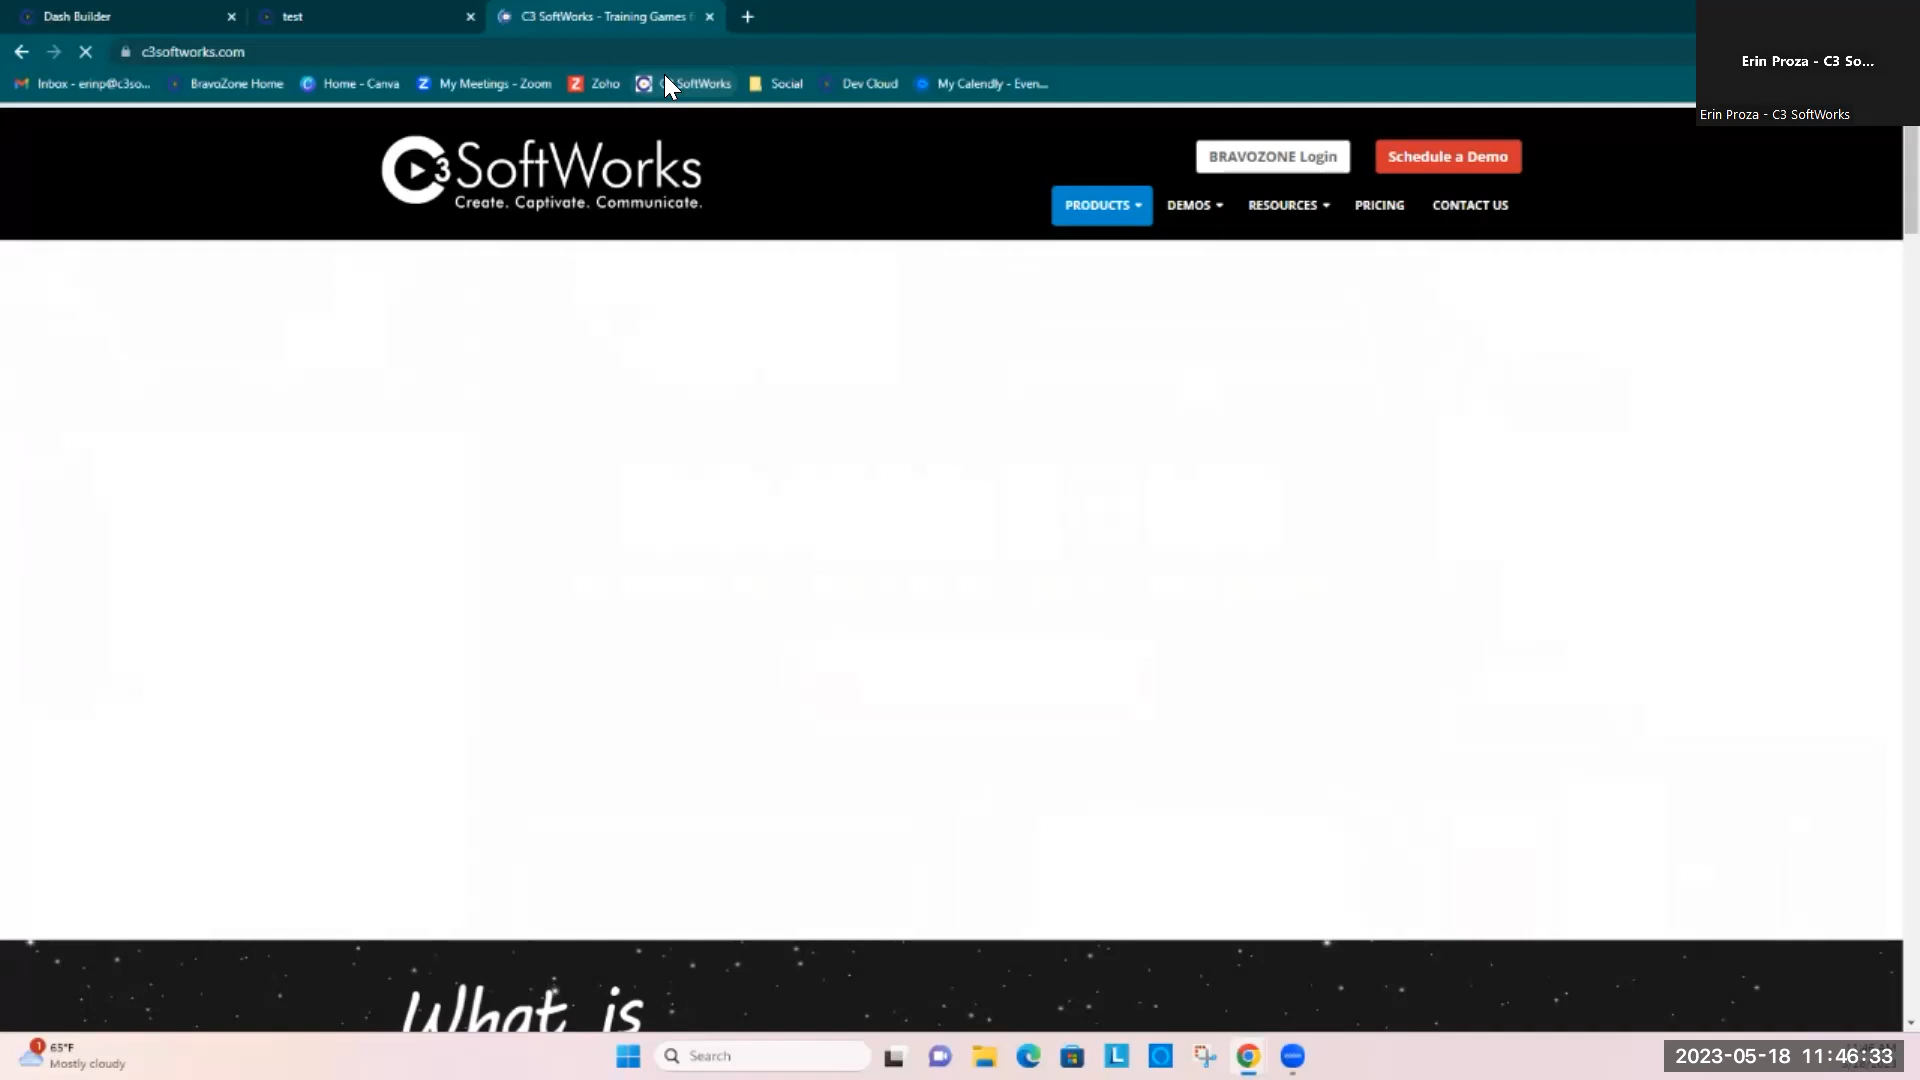 Dash Builder
test
C3 SoftWorks - Training Games
c3softworks.com
Inbox - erinp@c3so...
BravoZone Home
Home - Canva
My Meetings - Zoom
Zoho
SoftWorks
Social
Dev Cloud
My Calendly - Even...
Erin Proza - C3 So...
Erin Proza - C3 SoftWorks
C3 SoftWorks
Create. Captivate. Communicate.
BRAVOZONE Login
Schedule a Demo
PRODUCTS
DEMOS
RESOURCES
PRICING
CONTACT US
What is
1
65°F
Mostly cloudy
Search
2023-05-18 11:46:33